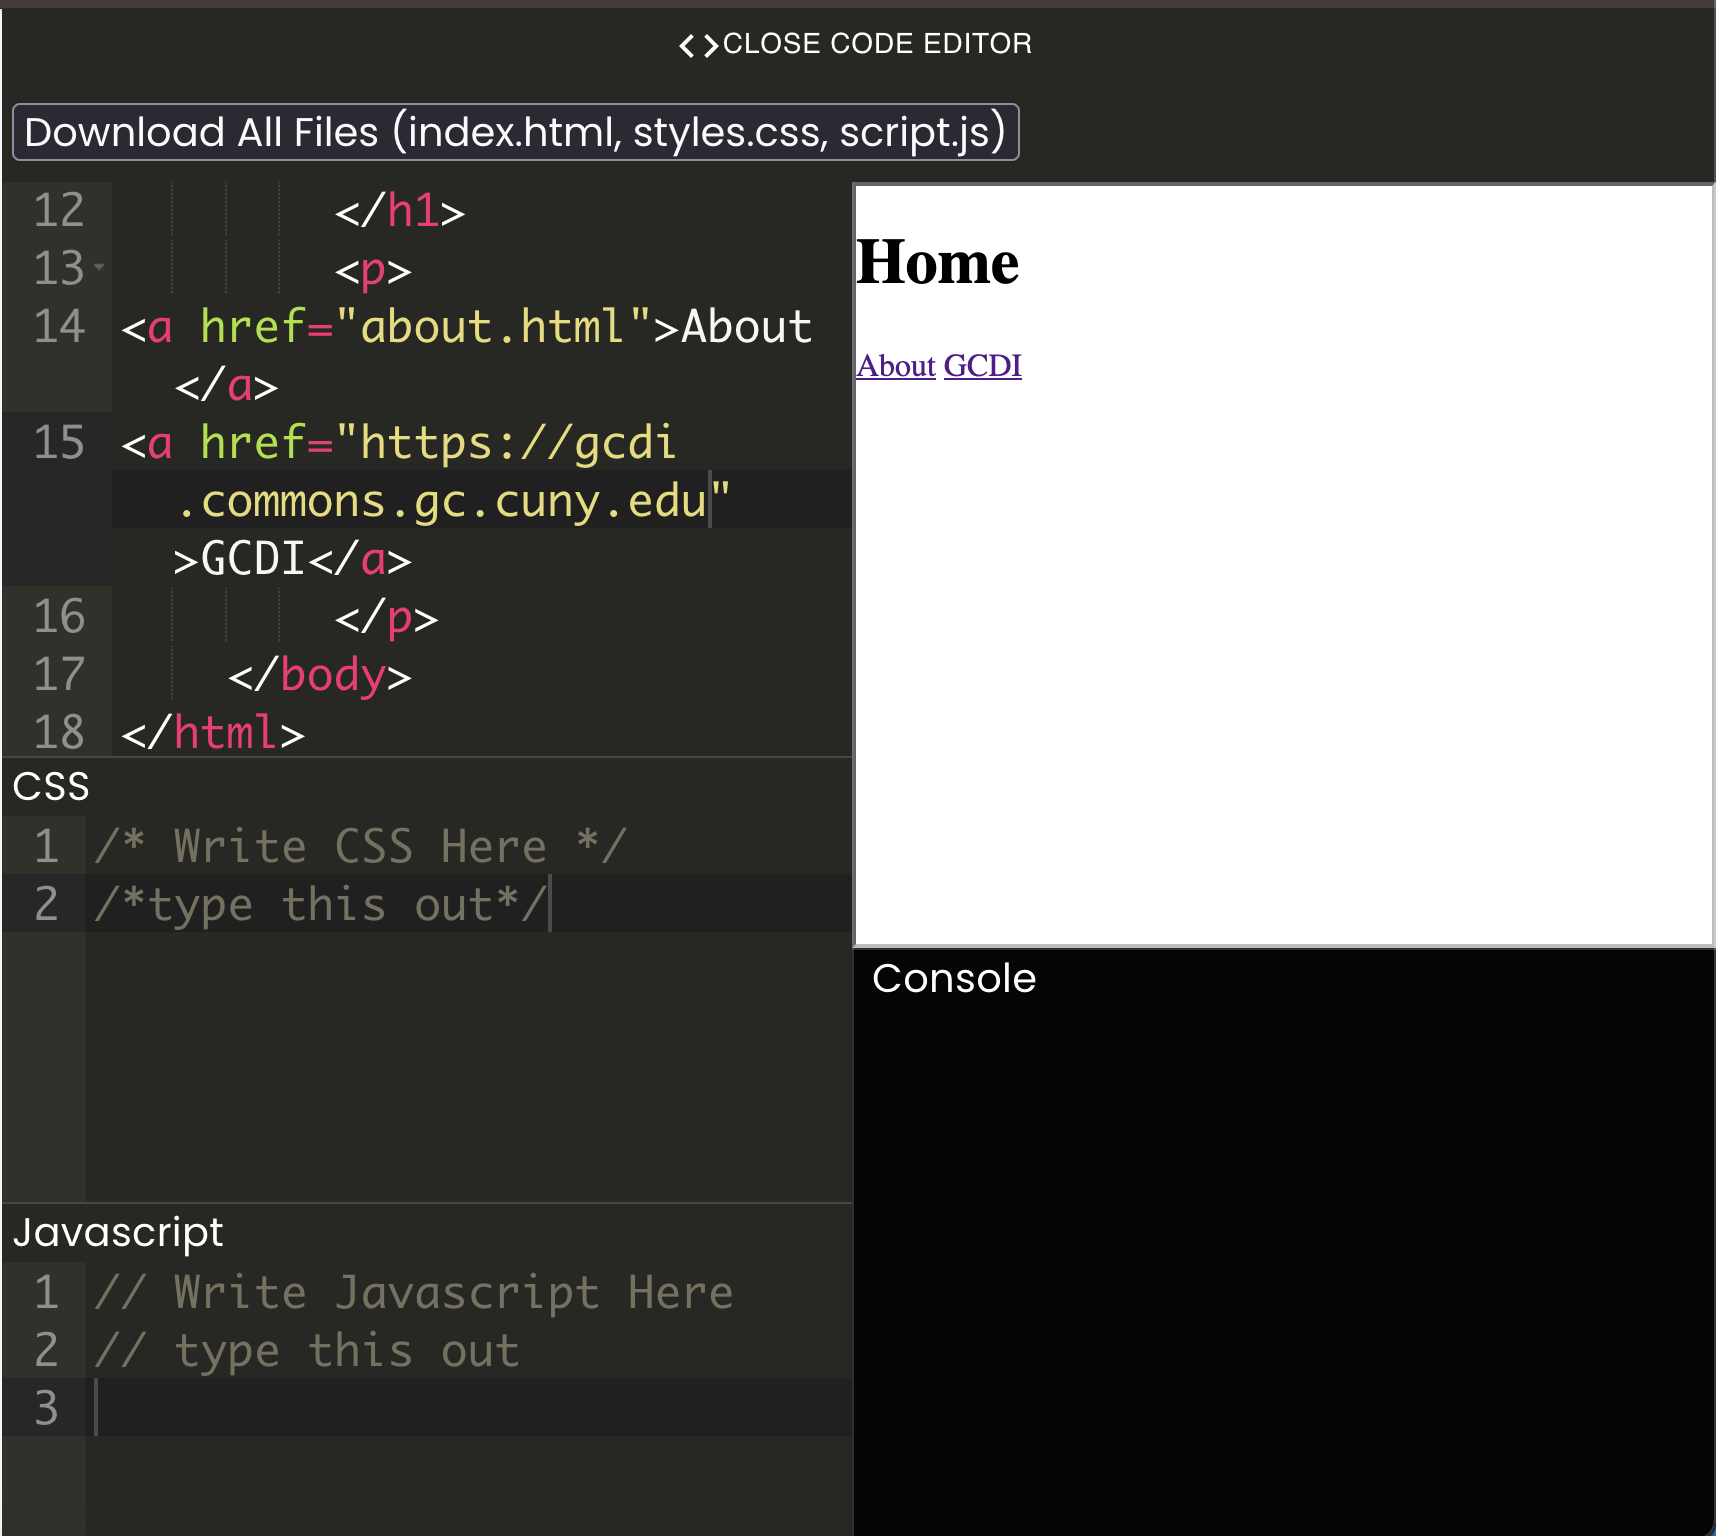 <>CLOSE CODE EDITOR
Download All Files (index.html, styles.css, script.js)
12 </h1>
13 <p>
14 <a href="about.html">About
</a>
15 <a href="https://gcdi
.commons.gc.cuny.edu"
>GCDI</a>
16 </p>
17 </body>
18 </html>
CSS
1 /* Write CSS Here */
2 /*type this out*/
Javascript
1 // Write Javascript Here
2 // type this out
3
Home
About GCDI
Console